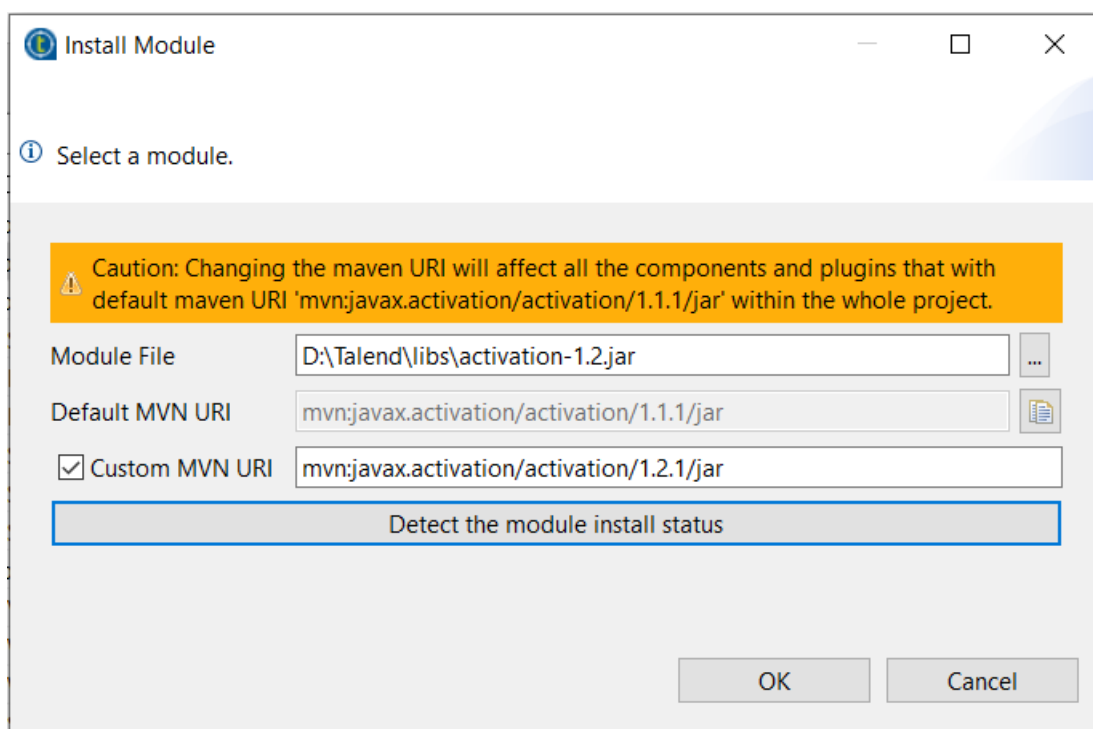 Install Module
Select a module.
Caution: Changing the maven URI will affect all the components and plugins that with
default maven URI 'mvn:javax.activation/activation/1.1.1/jar' within the whole project.
Module File D:\Talend\libs\activation-1.2.jar ...
Default MVN URI mvn:javax.activation/activation/1.1.1/jar
Custom MVN URI mvn:javax.activation/activation/1.2.1/jar
Detect the module install status
OK Cancel